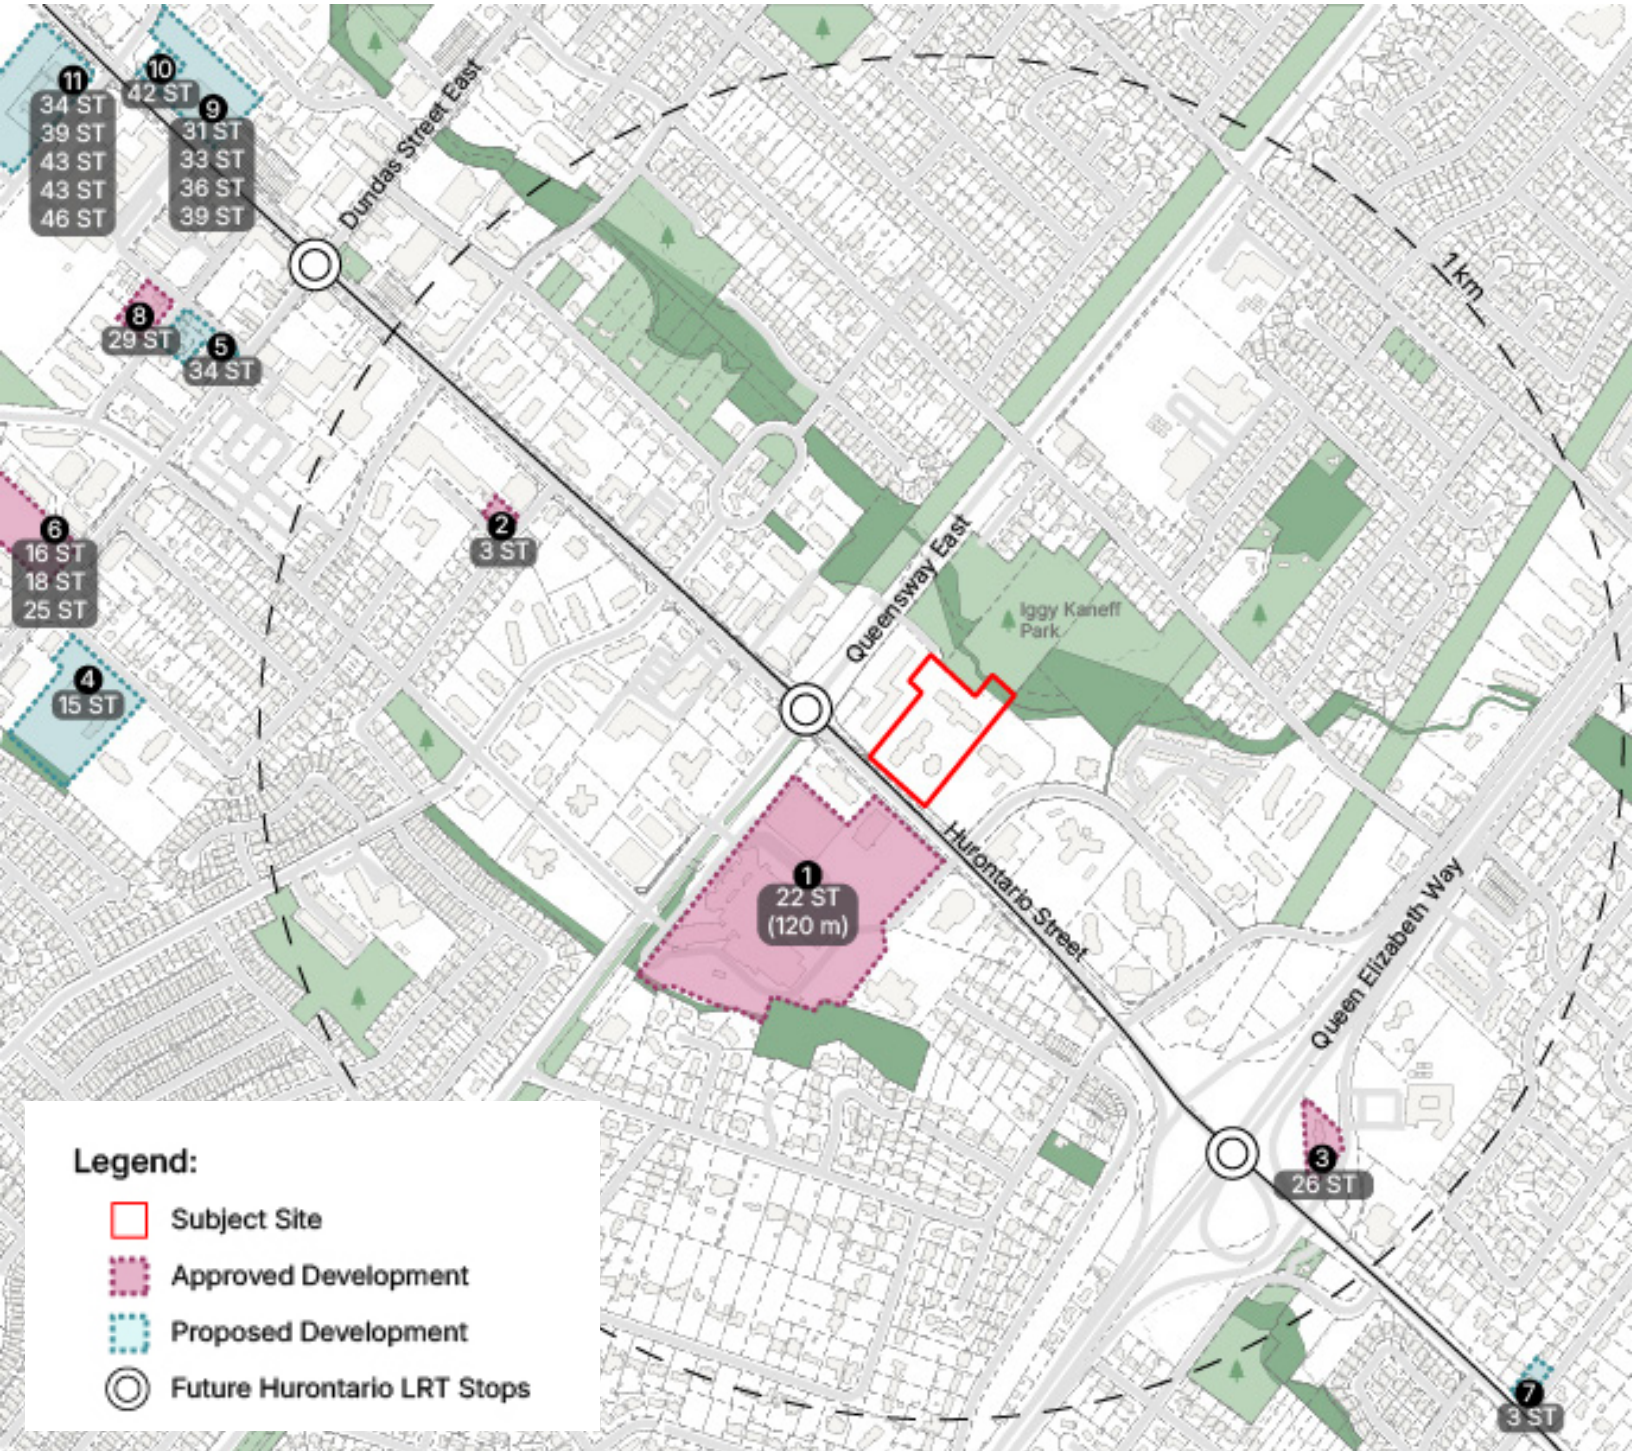 11
34 ST
39 ST
43 ST
43 ST
46 ST
10
42 ST
9
31 ST
33 ST
36 ST
39 ST
Dundas Street East
1km
8
29 ST
5
34 ST
6
16 ST
18 ST
25 ST
2
3 ST
4
15 ST
Queensway East
Iggy Kaneff
Park
1
22 ST
(120 m)
Hurontario Street
Queen Elizabeth Way
3
26 ST
7
3 ST
Legend:
Subject Site
Approved Development
Proposed Development
Future Hurontario LRT Stops